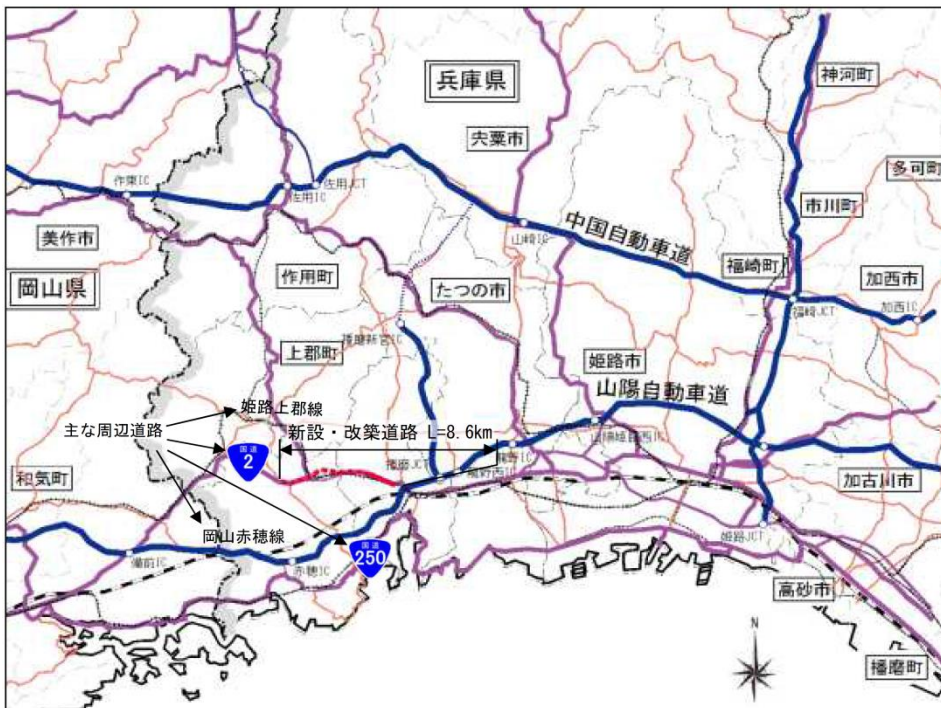 兵庫県
神河町
宍粟市
多可町
佐用JCT
作東IC
佐用IC
市川町
中国自動車道
山崎IC
美作市
福崎町
加西市
作用町
岡山県
たつの市
福崎JCT
加西IC
播磨新宮IC
上郡町
姫路市
山陽自動車道
姫路上郡線
主な周辺道路
新設・改築道路 L=8.6km
国道
2
播磨JCT
和気町
加古川市
岡山赤穂線
姫路JCT
備前IC
赤穂IC
国道
250
高砂市
N
播磨町